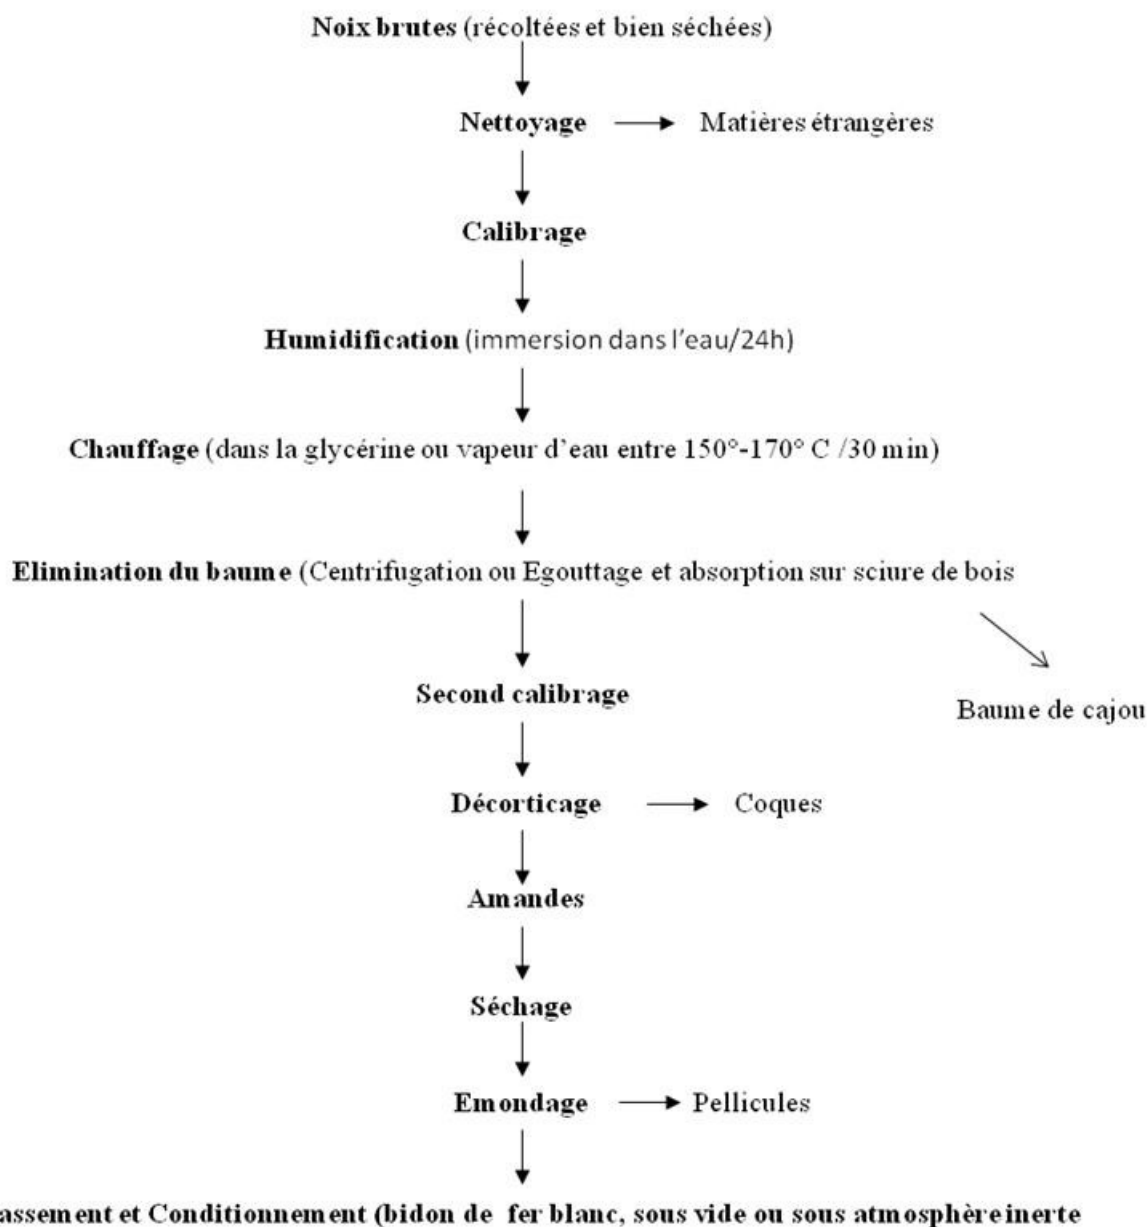 Noix brutes (récoltées et bien séchées)
Nettoyage Matières étrangères
Calibrage
Humidification (immersion dans l'eau/24h)
Chauffage (dans la glycérine ou vapeur d'eau entre 150°-170° C /30 min)
Elimination du baume (Centrifugation ou Egouttage et absorption sur sciure de bois
Second calibrage
Baume de cajou
Décorticage Coques
Amandes
Séchage
Emondage Pellicules
assement et Conditionnement (bidon de fer blanc, sous vide ou sous atmosphère inerte